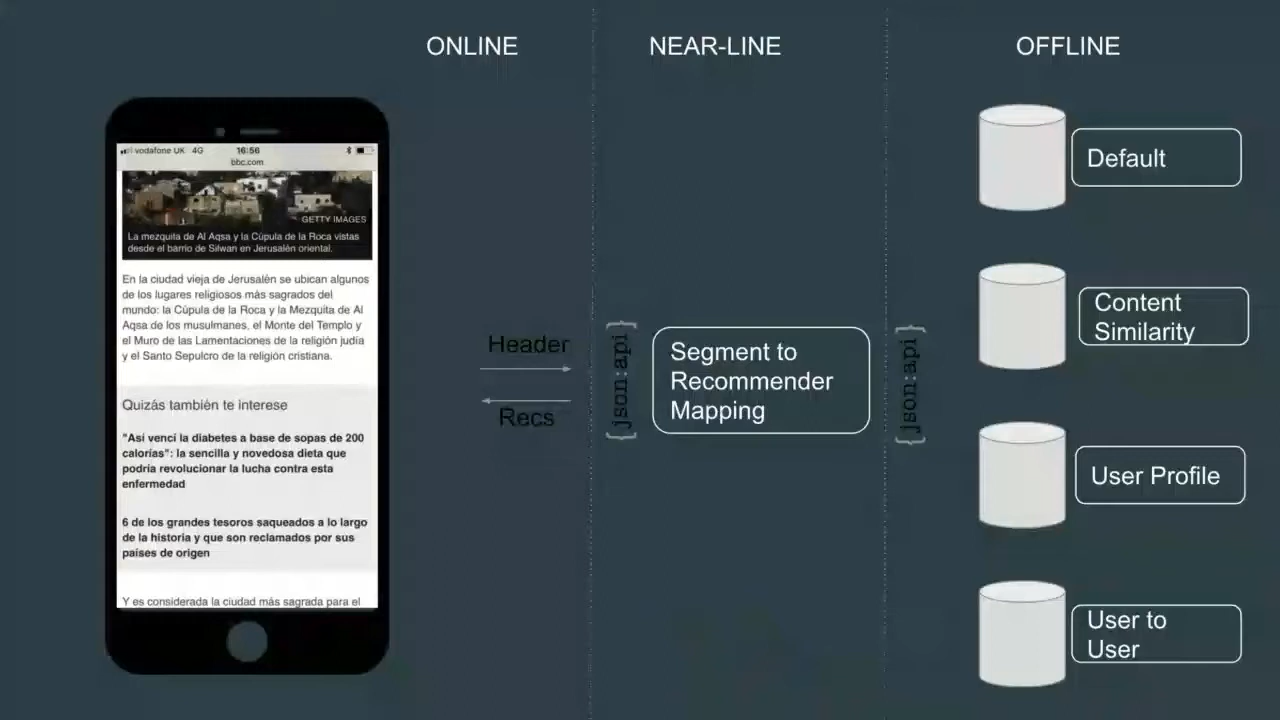 ONLINE
NEAR-LINE
OFFLINE
vodafone UK 4G 16:56
bbc.com
GETTY IMAGES
La mezquita de Al Aqsa y la Cúpula de la Roca vistas
desde el barrio de Silwan en Jerusalén oriental.
En la ciudad vieja de Jerusalén se ubican algunos
de los lugares religiosos más sagrados del
mundo: la Cúpula de la Roca y la Mezquita de Al
Aqsa de los musulmanes, el Monte del Templo y
el Muro de las Lamentaciones de la religión judía
y el Santo Sepulcro de la religión cristiana.
Quizás también te interese
"Así vencí la diabetes a base de sopas de 200
calorías": la sencilla y novedosa dieta que
podría revolucionar la lucha contra esta
enfermedad
6 de los grandes tesoros saqueados a lo largo
de la historia y que son reclamados por sus
países de origen
Y es considerada la ciudad más sagrada para el
Header
Recs
{json:api}
Segment to
Recommender
Mapping
{json:api}
Default
Content
Similarity
User Profile
User to
User